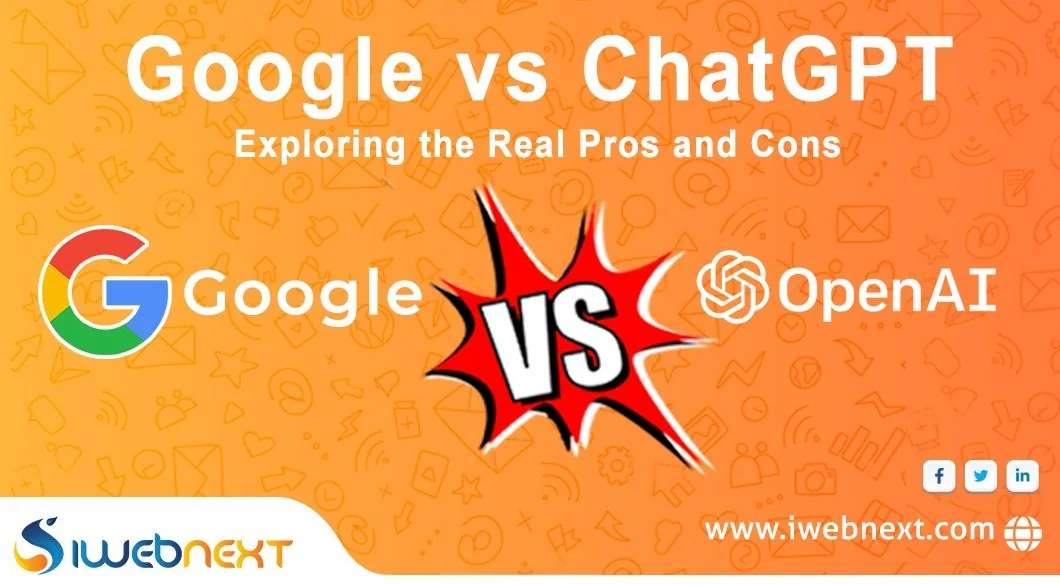 Google vs ChatGPT
Exploring the Real Pros and Cons
Google
VS
OpenAI
f
in
www.iwebnext.com
iWEBNEXT